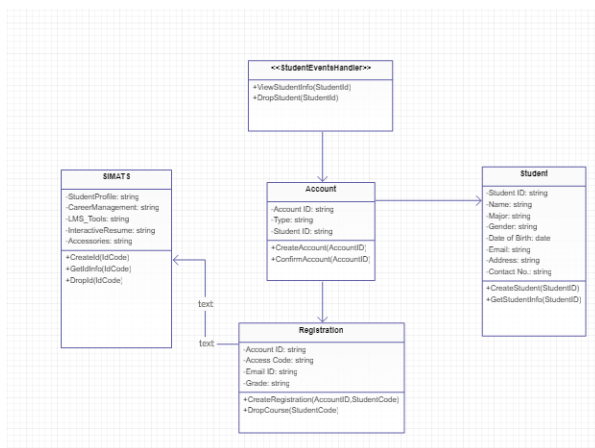 <<StudentEventsHandler>>
+ViewStudentInfo(StudentId)
+DropStudent(StudentId)
SIMATS
-StudentProfile: string
-CareerManagement: string
-LMS_Tools: string
-InteractiveResume: string
-Accessories: string
+CreateId(IdCode)
+GetIdInfo(IdCode)
+DropId(IdCode)
Account
-Account ID: string
-Type: string
-Student ID: string
+CreateAccount(AccountID)
+ConfirmAccount(AccountID)
Student
-Student ID: string
-Name: string
-Major: string
-Gender: string
-Date of Birth: date
-Email: string
-Address: string
-Contact No.: string
+CreateStudent(StudentID)
+GetStudentInfo(StudentID)
text
text
Registration
-Account ID: string
-Access Code: string
-Email ID: string
-Grade: string
+CreateRegistration(AccountID,StudentCode)
+DropCourse(StudentCode)